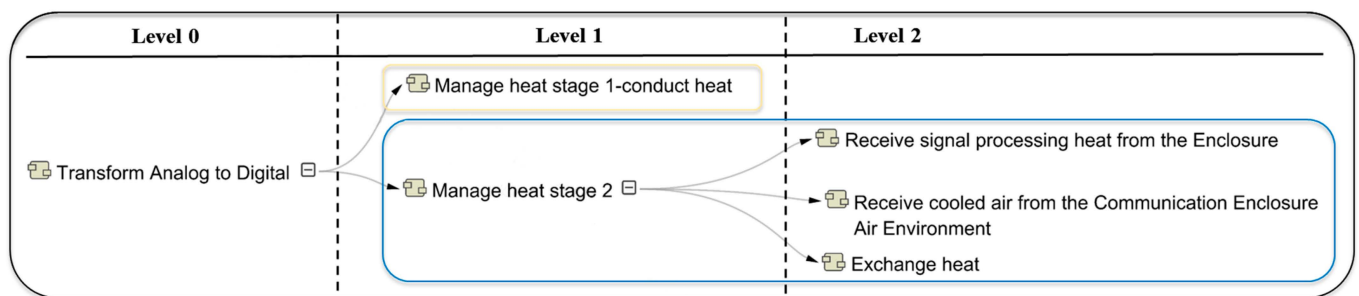 Level 0
Level 1
Level 2
Manage heat stage 1-conduct heat
Receive signal processing heat from the Enclosure
Transform Analog to Digital
Manage heat stage 2
Receive cooled air from the Communication Enclosure
Air Environment
Exchange heat